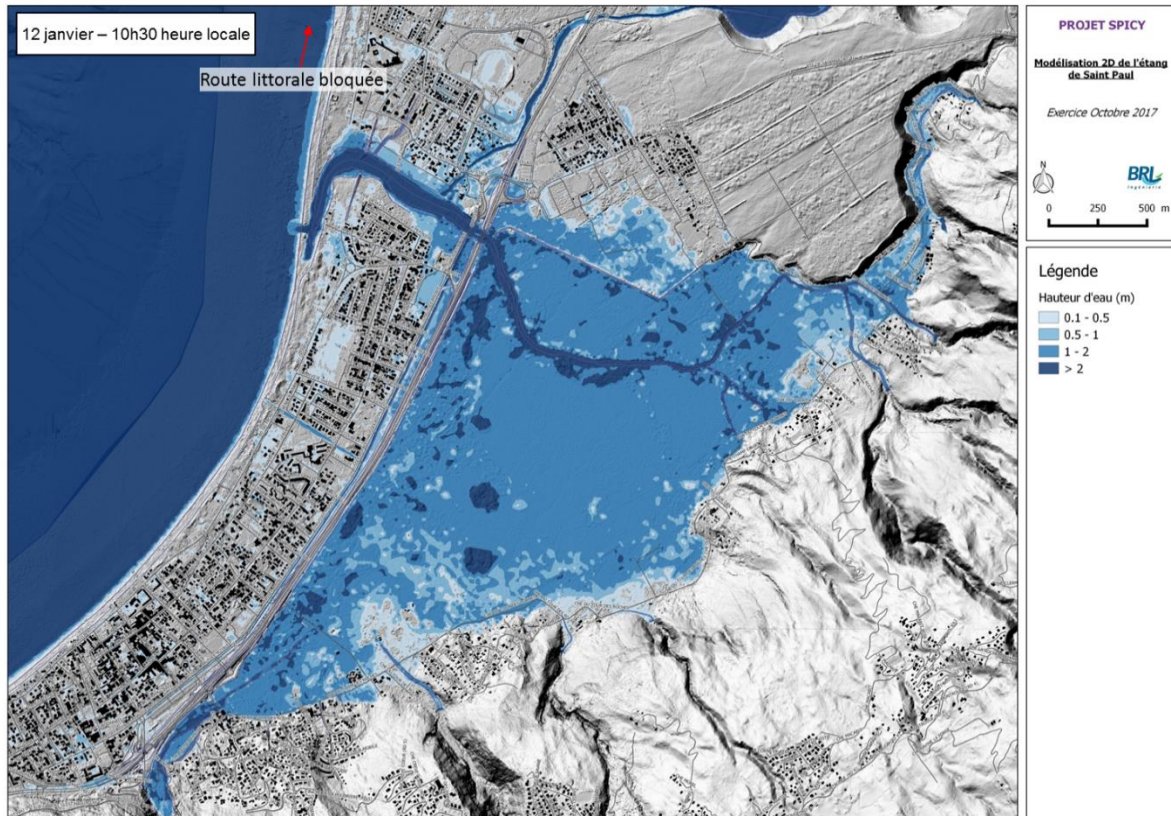 12 janvier – 10h30 heure locale
Route littorale bloquée
PROJET SPICY
Modélisation 2D de l'étang
de Saint Paul
Exercice Octobre 2017
N
BRL
Ingénierie
0 250 500 m
Légende
Hauteur d'eau (m)
0.1 - 0.5
0.5 - 1
1 - 2
> 2